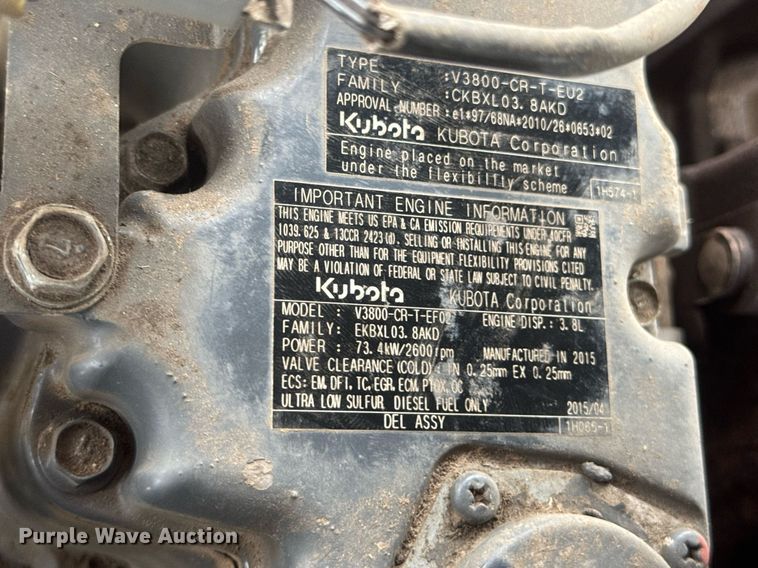 TYPE :V3800-CR-T-EU2
FAMILY :CKBXL03.8AKD
APPROVAL-NUMBER :e1*97/68NA*2010/26*0653*02
Kubota KUBOTA Corporation
Engine placed on the market
under the flexibility scheme 1H574-1
IMPORTANT ENGINE INFORMATION
THIS ENGINE MEETS US EPA & CA EMISSION REQUIREMENTS UNDER 40CFR
1039.625 & 13CCR 2423(d). SELLING OR INSTALLING THIS ENGINE FOR ANY
PURPOSE OTHER THAN FOR THE EQUIPMENT FLEXIBILITY PROVISIONS CITED
MAY BE A VIOLATION OF FEDERAL OR STATE LAW SUBJECT TO CIVIL PENALTY.
Kubota KUBOTA Corporation
MODEL : V3800-CR-T-EF02 ENGINE DISP.: 3.8L
FAMILY: EKBXL03.8AKD
POWER : 73.4kW/2600rpm MANUFACTURED IN 2015
VALVE CLEARANCE (COLD): IN 0.25mm EX 0.25mm
ECS: EM, DFI, TC, EGR, ECM, PTOX, OC
ULTRA LOW SULFUR DIESEL FUEL ONLY 2015/04
DEL ASSY 1H085-1
7
Purple Wave Auction